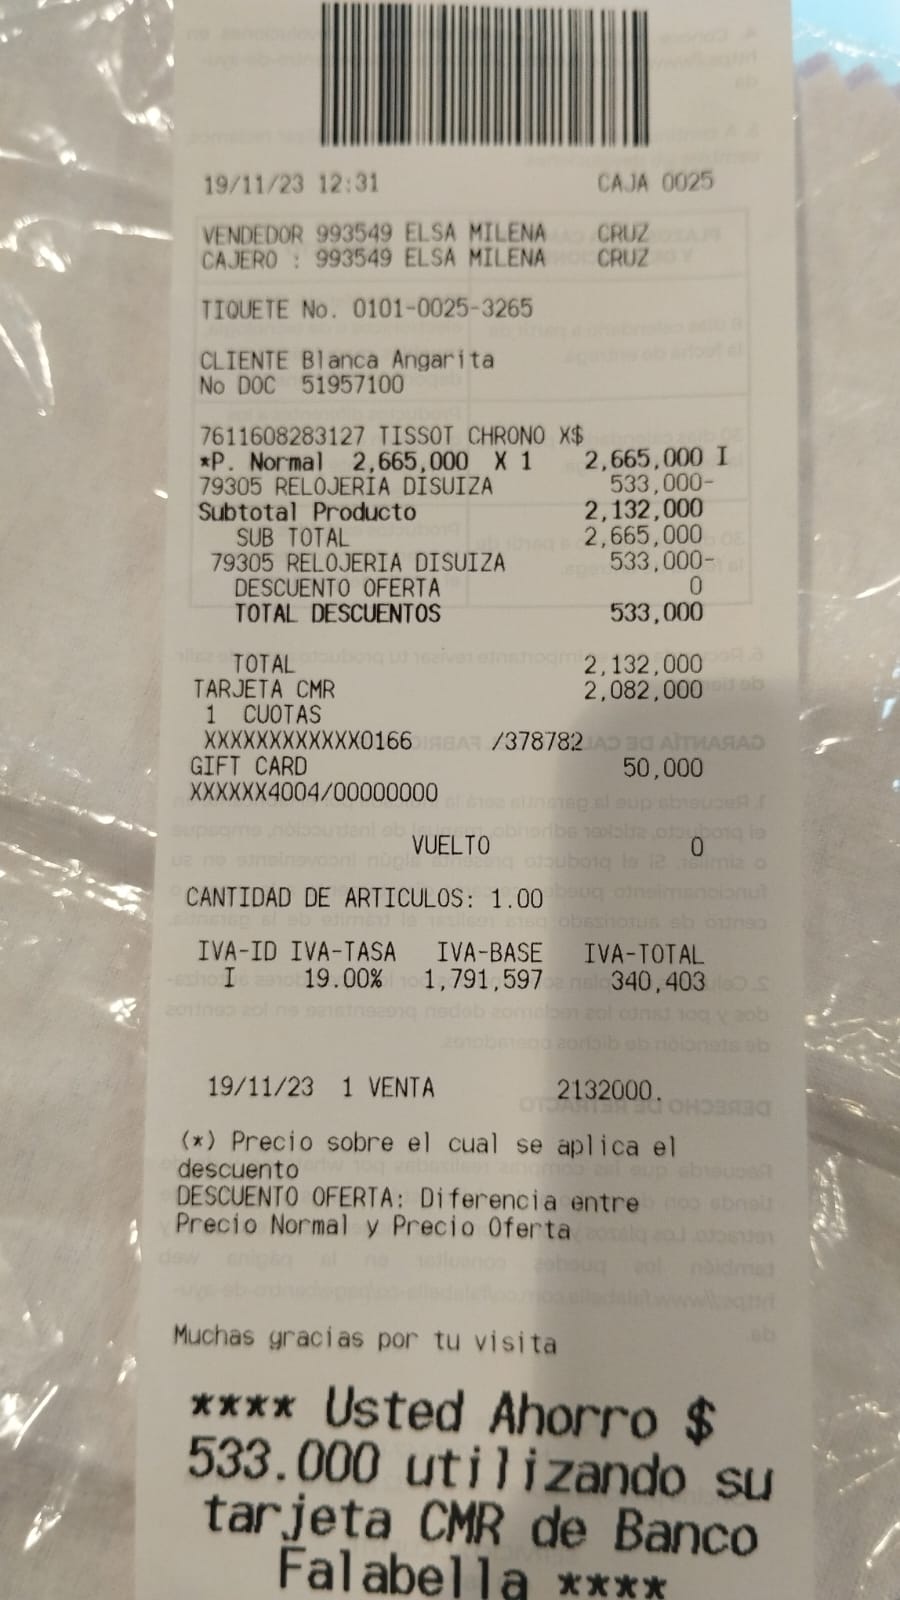 19/11/23 12:31 CAJA 0025
VENDEDOR 993549 ELSA MILENA CRUZ
CAJERO : 993549 ELSA MILENA CRUZ
TIQUETE No. 0101-0025-3265
CLIENTE Blanca Angarita
No DOC 51957100
7611608283127 TISSOT CHRONO X$
*P. Normal 2,665,000 X 1 2,665,000 I
79305 RELOJERIA DISUIZA 533,000-
Subtotal Producto 2,132,000
SUB TOTAL 2,665,000
79305 RELOJERIA DISUIZA 533,000-
DESCUENTO OFERTA 0
TOTAL DESCUENTOS 533,000
TOTAL 2,132,000
TARJETA CMR 2,082,000
1 CUOTAS
XXXXXXXXXXXX0166 /378782
GIFT CARD 50,000
XXXXXX4004/00000000
VUELTO 0
CANTIDAD DE ARTICULOS: 1.00
IVA-ID IVA-TASA IVA-BASE IVA-TOTAL
I 19.00% 1,791,597 340,403
19/11/23 1 VENTA 2132000.
(*) Precio sobre el cual se aplica el
descuento
DESCUENTO OFERTA: Diferencia entre
Precio Normal y Precio Oferta
Muchas gracias por tu visita
**** Usted Ahorro $
533.000 utilizando su
tarjeta CMR de Banco
Falabella ****